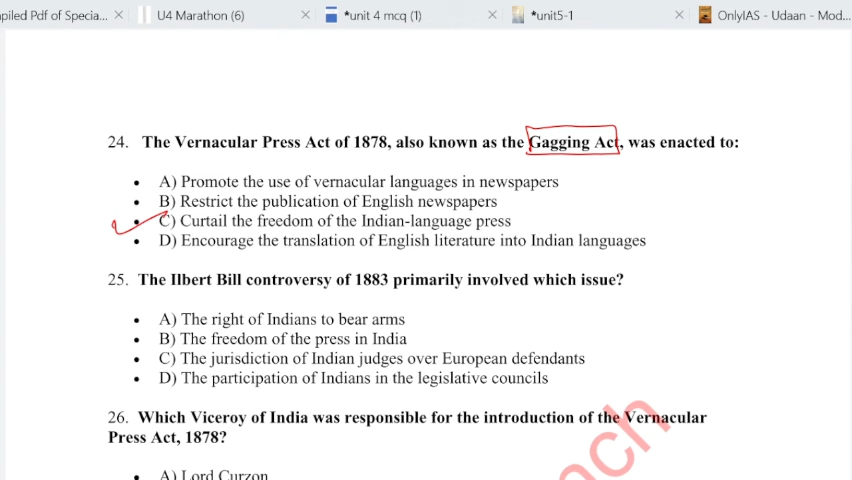 piled Pdf of Specia...
U4 Marathon (6)
*unit 4 mcq (1)
*unit5-1
OnlyIAS - Udaan - Mod...
24. The Vernacular Press Act of 1878, also known as the Gagging Act, was enacted to:
• A) Promote the use of vernacular languages in newspapers
• B) Restrict the publication of English newspapers
• C) Curtail the freedom of the Indian-language press
• D) Encourage the translation of English literature into Indian languages
25. The Ilbert Bill controversy of 1883 primarily involved which issue?
• A) The right of Indians to bear arms
• B) The freedom of the press in India
• C) The jurisdiction of Indian judges over European defendants
• D) The participation of Indians in the legislative councils
26. Which Viceroy of India was responsible for the introduction of the Vernacular
Press Act, 1878?
• A) Lord Curzon
nch